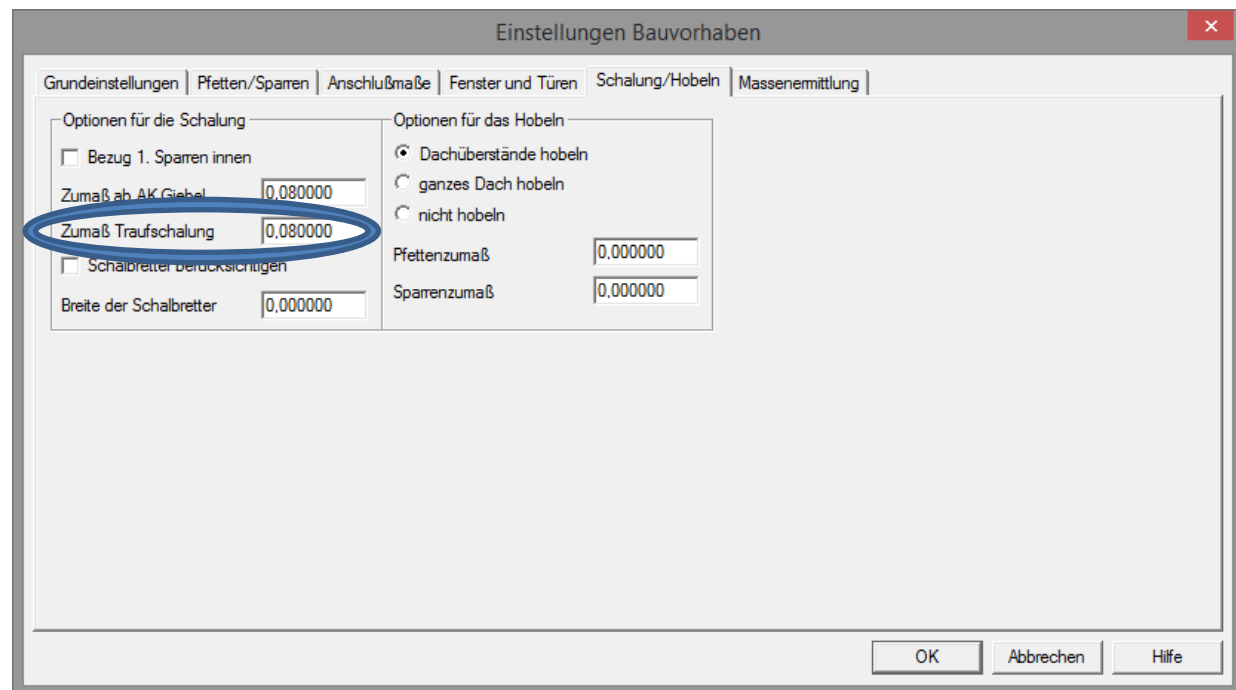 Einstellungen Bauvorhaben
Grundeinstellungen Pfetten/Sparren Anschlußmaße Fenster und Türen Schalung/Hobeln Massenermittlung
Optionen für die Schalung
Bezug 1. Sparren innen
Zumaß ab AK Giebel 0,080000
Zumaß Traufschalung 0,080000
Schalbretter berücksichtigen
Breite der Schalbretter 0,000000
Optionen für das Hobeln
Dachüberstände hobeln
ganzes Dach hobeln
nicht hobeln
Pfettenzumaß 0,000000
Sparrenzumaß 0,000000
OK Abbrechen Hilfe